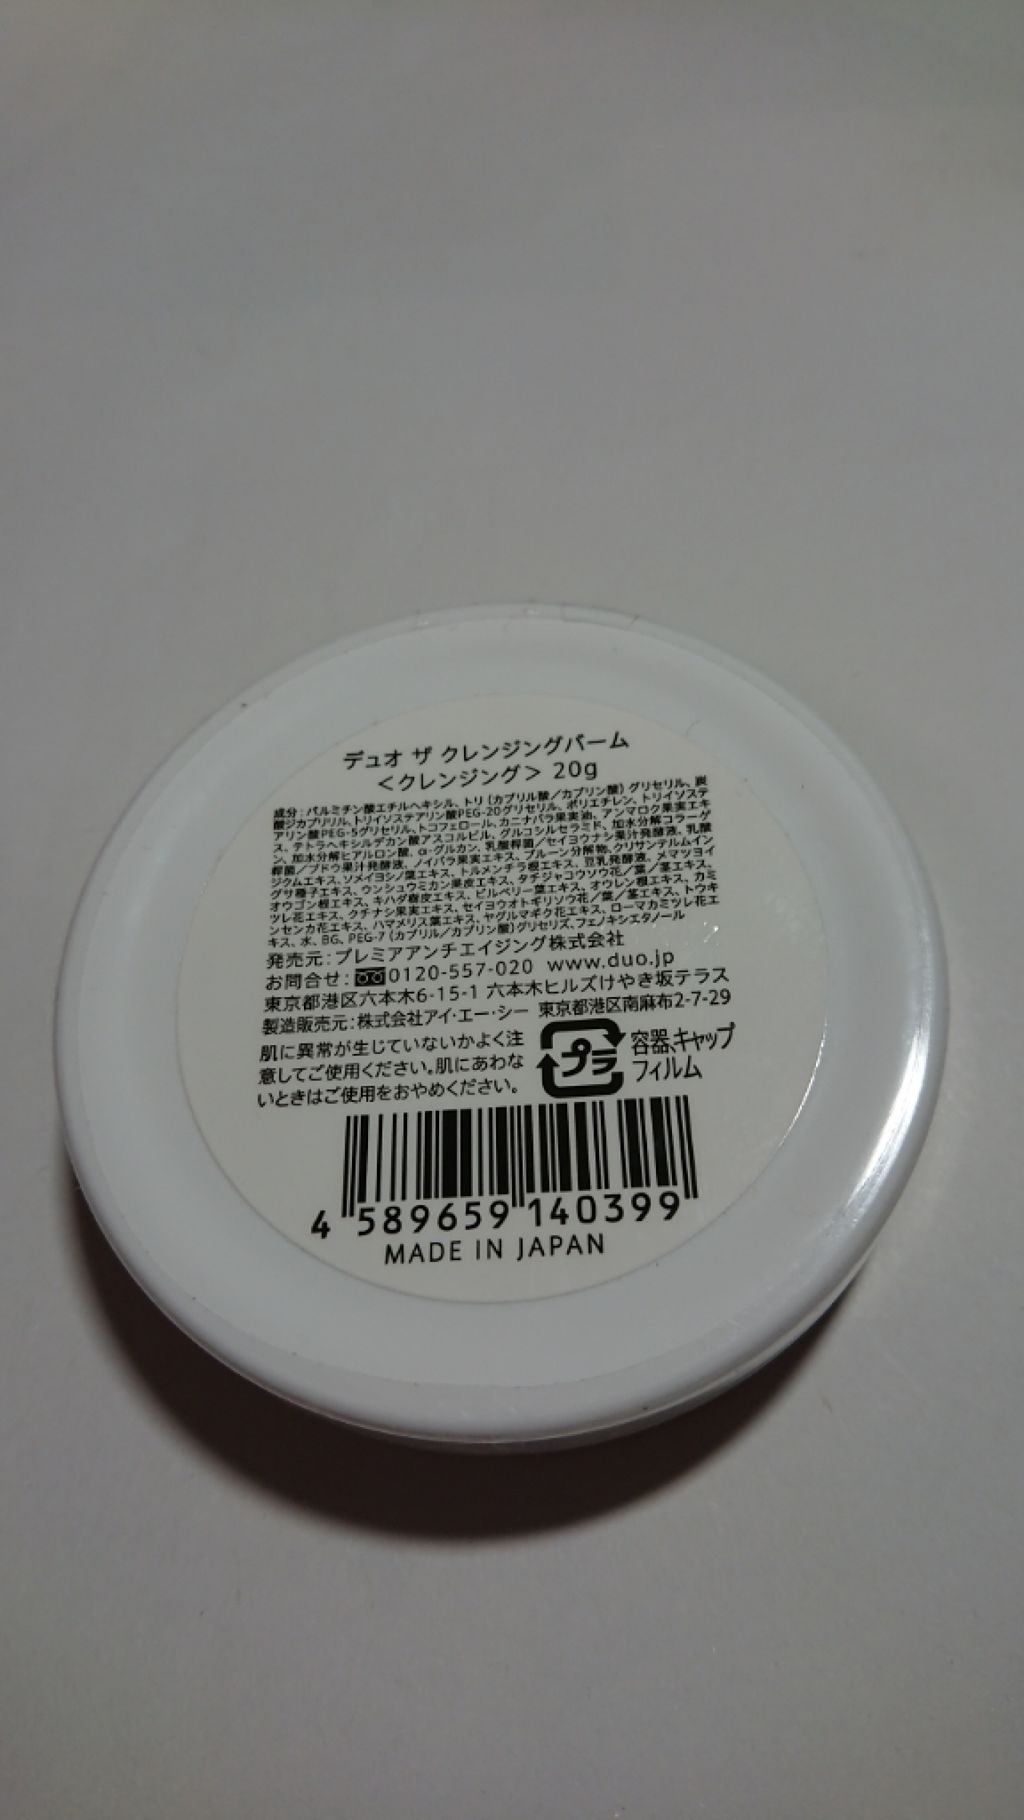 デュオ ザ クレンジングバーム
＜クレンジング＞ 20g
成分:パルミチン酸エチルヘキシル、トリ(カプリル酸/カプリン酸)グリセリル、炭
酸ジカプリリル、トリイソステアリン酸PEG-20グリセリル、ポリエチレン、トリイソステ
アリン酸PEG-5グリセリル、トコフェロール、カニナバラ果実油、アンマロク果実エキ
ス、テトラヘキシルデカン酸アスコルビル、グルコシルセラミド、加水分解コラーゲ
ン、加水分解ヒアルロン酸、α-グルカン、乳酸桿菌/セイヨウナシ果汁発酵液、乳酸
桿菌/ブドウ果汁発酵液、ノイバラ果実エキス、プルーン分解物、クリサンテルムイン
ジクムエキス、ソメイヨシノ葉エキス、トルメンチラ根エキス、豆乳発酵液、メマツヨイ
グサ種子エキス、ウンシュウミカン果皮エキス、タチジャコウソウ花/葉/茎エキス、
オウゴン根エキス、キハダ樹皮エキス、ビルベリー葉エキス、オウレン根エキス、カミ
ツレ花エキス、クチナシ果実エキス、セイヨウオトギリソウ花/葉/茎エキス、トウキ
ンセンカ花エキス、ハマメリス葉エキス、ヤグルマギク花エキス、ローマカミツレ花エ
キス、水、BG、PEG-7(カプリル/カプリン酸)グリセリズ、フェノキシエタノール
発売元:プレミアアンチエイジング株式会社
お問合せ:0120-557-020 www.duo.jp
東京都港区六本木6-15-1 六本木ヒルズけやき坂テラス
製造販売元:株式会社アイ・エー・シー 東京都港区南麻布2-7-29
肌に異常が生じていないかよく注
意してご使用ください。肌にあわな
いときはご使用をおやめください。
プラ
容器、キャップ
フィルム
4 589659 140399
MADE IN JAPAN